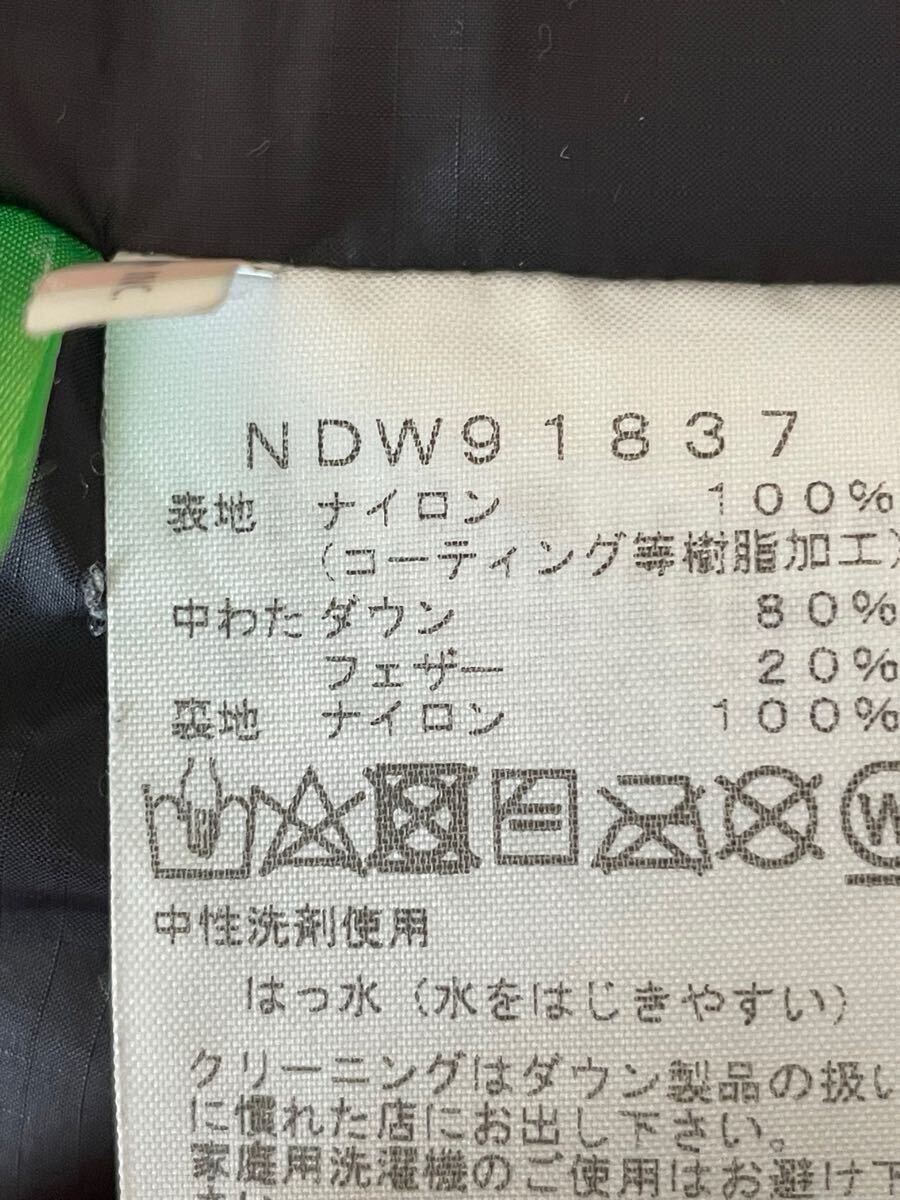 NDW91837
表地 ナイロン 100%
(コーティング等樹脂加工)
中わた ダウン 80%
フェザー 20%
裏地 ナイロン 100%
W
中性洗剤使用
はっ水(水をはじきやすい)
クリーニングはダウン製品の扱い
に慣れた店にお出し下さい。
家庭用洗濯機のご使用はお避け下